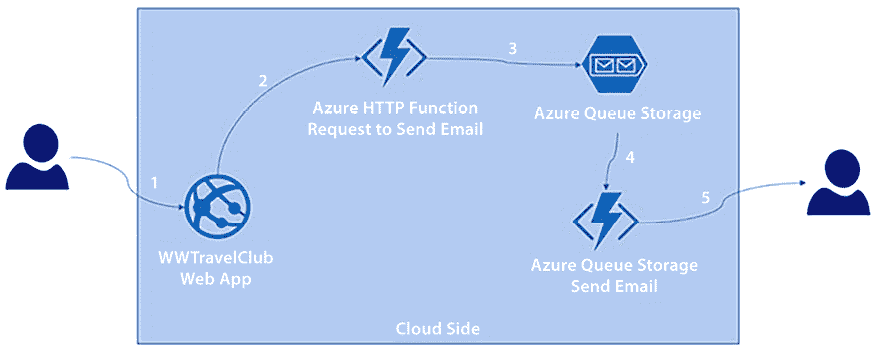 1
WWTravelClub
Web App
2
Azure HTTP Function
Request to Send Email
3
Azure Queue Storage
4
Azure Queue Storage
Send Email
5
Cloud Side